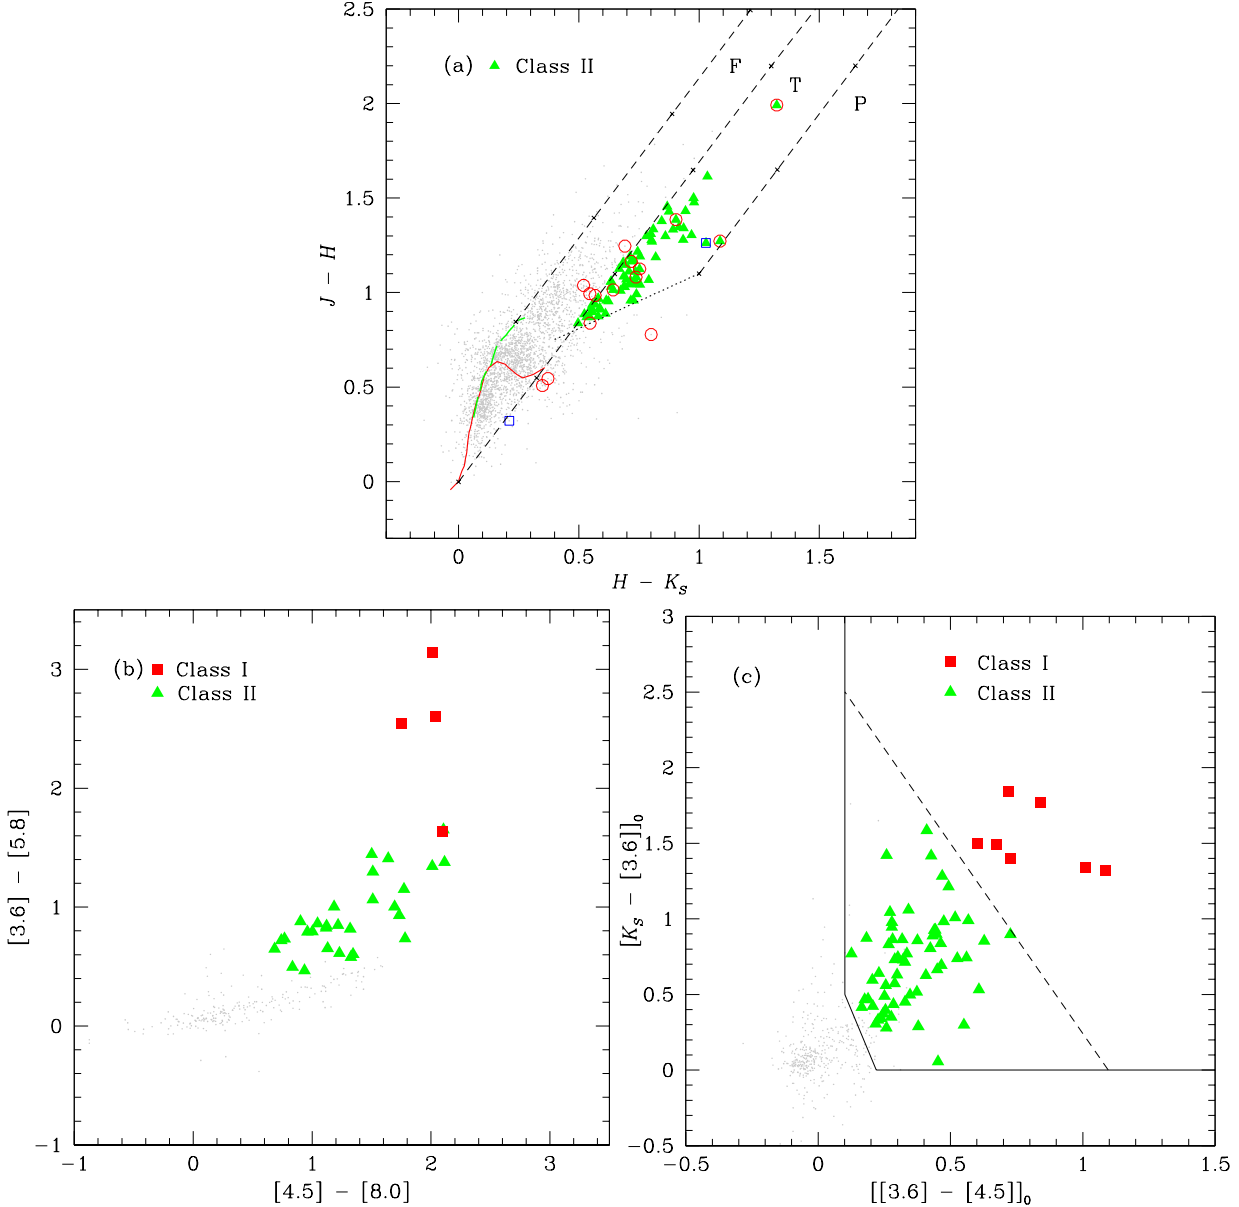 2.5
2
1.5
1
0.5
0
J − H
(a) Class II
F
T
P
0 0.5 1 1.5
H − Ks
3
2
1
0
−1
[3.6] − [5.8]
(b) Class I
Class II
−1 0 1 2 3
[4.5] − [8.0]
3
2.5
2
1.5
1
0.5
0
−0.5
[Ks − [3.6]]0
(c)
Class I
Class II
−0.5 0 0.5 1 1.5
[[3.6] − [4.5]]0